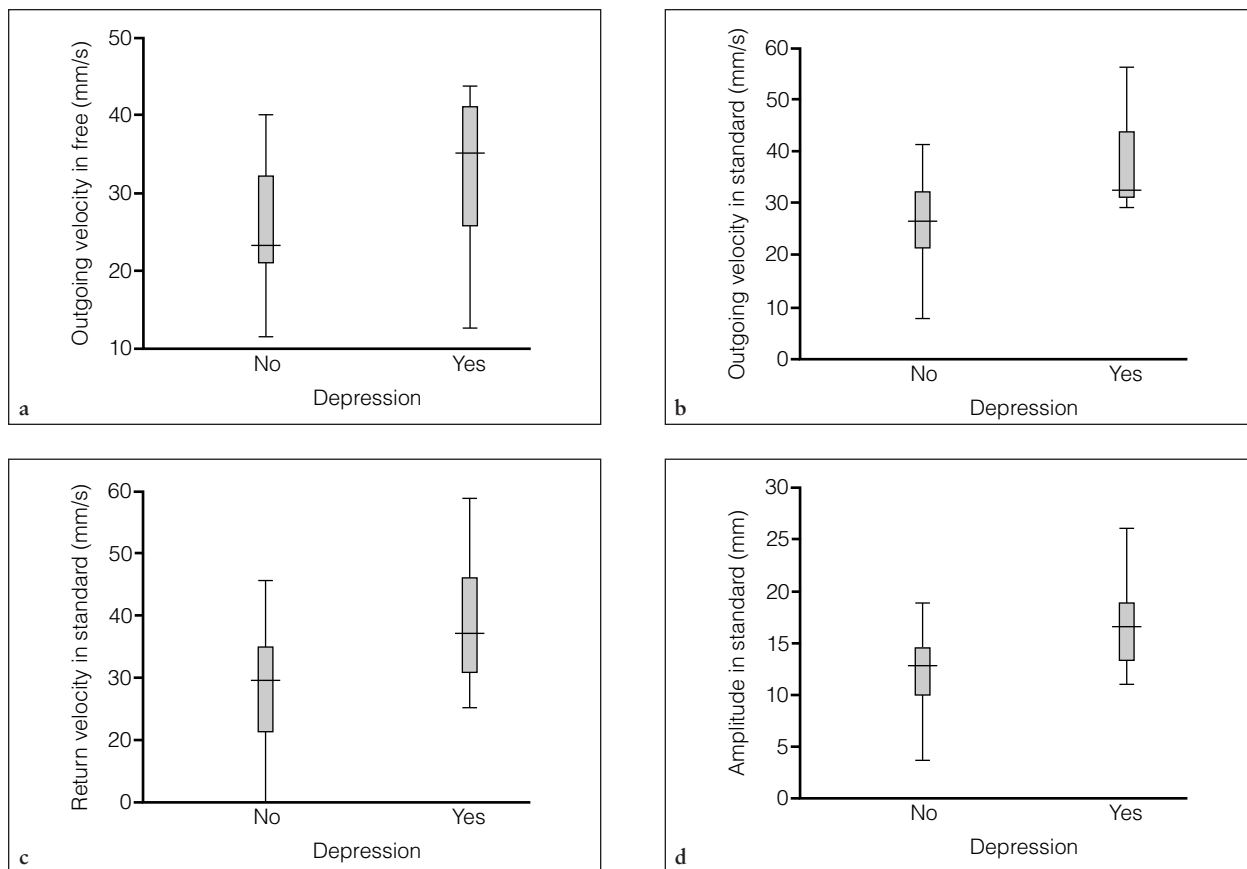 Outgoing velocity in free (mm/s)
50
40
30
20
10
No
Yes
Depression
a
Outgoing velocity in standard (mm/s)
60
50
40
30
20
10
0
No
Yes
Depression
b
Return velocity in standard (mm/s)
60
50
40
30
20
0
No
Yes
Depression
c
Amplitude in standard (mm)
30
25
20
15
10
5
0
No
Yes
Depression
d